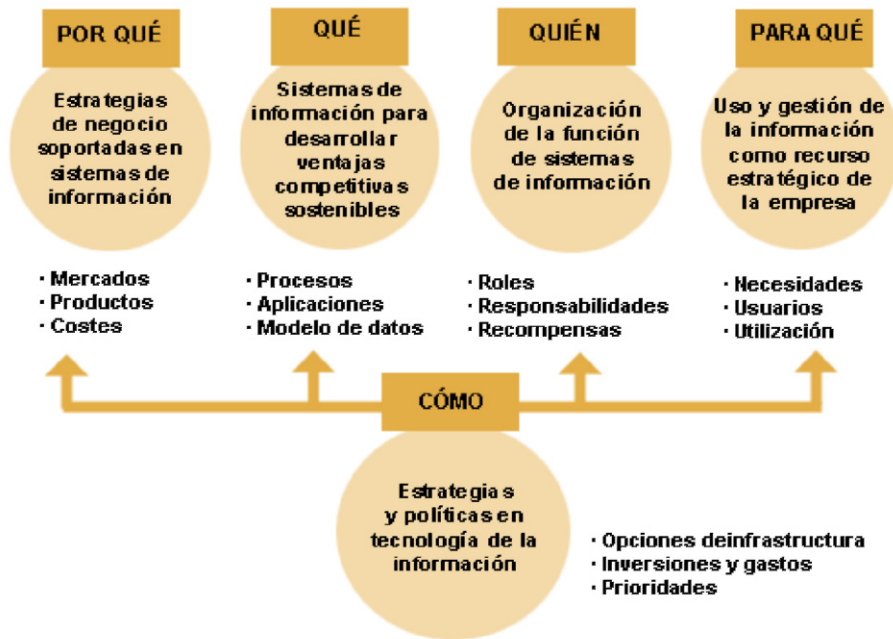 POR QUÉ
Estrategias
de negocio
soportadas en
sistemas de
información
· Mercados
· Productos
· Costes
QUÉ
Sistemas de
información para
desarrollar
ventajas
competitivas
sostenibles
· Procesos
· Aplicaciones
· Modelo de datos
QUIÉN
Organización
de la función
de sistemas
de información
· Roles
· Responsabilidades
· Recompensas
PARA QUÉ
Uso y gestión de
la información
como recurso
estratégico de
la empresa
· Necesidades
· Usuarios
· Utilización
CÓMO
Estrategias
y políticas en
tecnología de la
información
· Opciones deinfrastructura
· Inversiones y gastos
· Prioridades